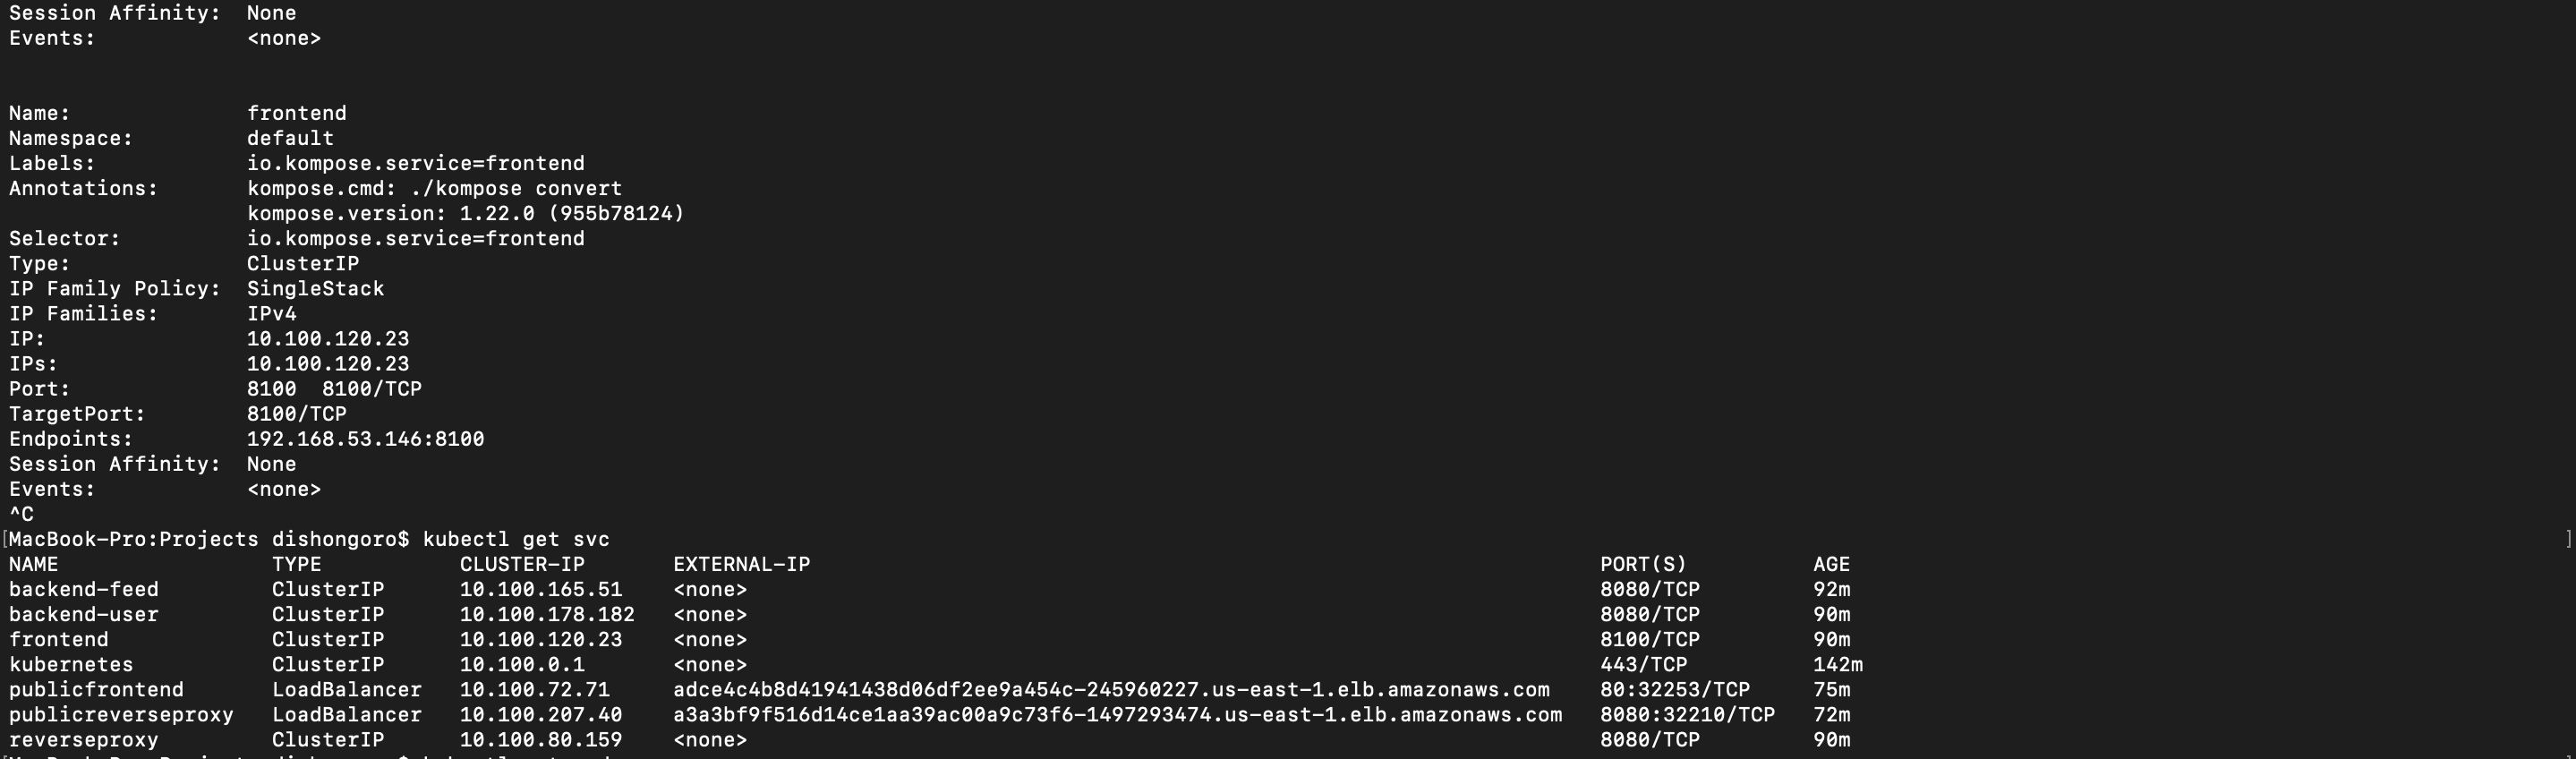 Session Affinity:  None
Events:            <none>
Name:              frontend
Namespace:         default
Labels:            io.kompose.service=frontend
Annotations:       kompose.cmd: ./kompose convert
                   kompose.version: 1.22.0 (955b78124)
Selector:          io.kompose.service=frontend
Type:              ClusterIP
IP Family Policy:  SingleStack
IP Families:       IPv4
IP:                10.100.120.23
IPs:               10.100.120.23
Port:              8100  8100/TCP
TargetPort:        8100/TCP
Endpoints:         192.168.53.146:8100
Session Affinity:  None
Events:            <none>
^C
[MacBook-Pro:Projects dishongoro$ kubectl get svc ]
NAME                 TYPE           CLUSTER-IP       EXTERNAL-IP                                                               PORT(S)          AGE
backend-feed         ClusterIP      10.100.165.51    <none>                                                                    8080/TCP         92m
backend-user         ClusterIP      10.100.178.182   <none>                                                                    8080/TCP         90m
frontend             ClusterIP      10.100.120.23    <none>                                                                    8100/TCP         90m
kubernetes           ClusterIP      10.100.0.1       <none>                                                                    443/TCP          142m
publicfrontend       LoadBalancer   10.100.72.71     adce4c4b8d41941438d06df2ee9a454c-245960227.us-east-1.elb.amazonaws.com    80:32253/TCP     75m
publicreverseproxy   LoadBalancer   10.100.207.40    a3a3bf9f516d14ce1aa39ac00a9c73f6-1497293474.us-east-1.elb.amazonaws.com   8080:32210/TCP   72m
reverseproxy         ClusterIP      10.100.80.159    <none>                                                                    8080/TCP         90m